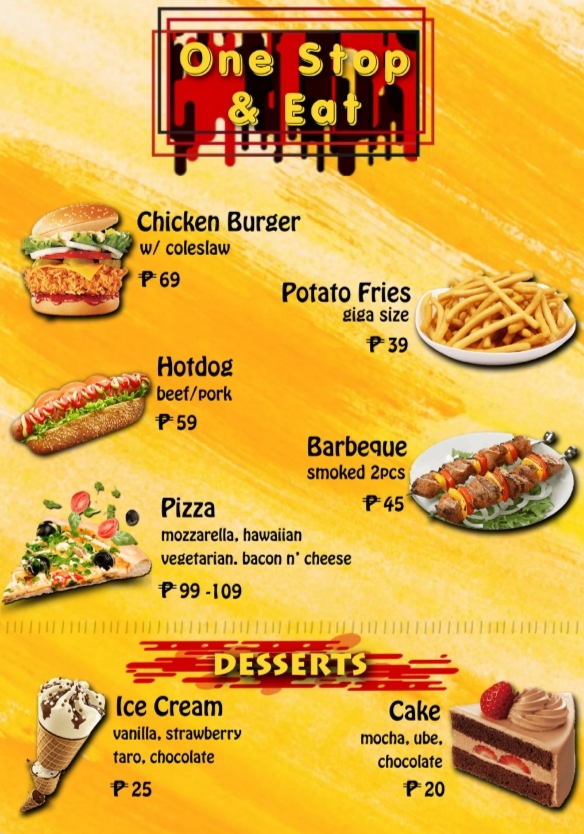 One Stop
& Eat
Chicken Burger
w/ coleslaw
₱ 69
Potato Fries
giga size
₱ 39
Hotdog
beef/pork
₱ 59
Barbeque
smoked 2pcs
₱ 45
Pizza
mozzarella, hawaiian
vegetarian. bacon n' cheese
₱ 99 -109
DESSERTS
Ice Cream
vanilla, strawberry
taro, chocolate
₱ 25
Cake
mocha, ube,
chocolate
₱ 20